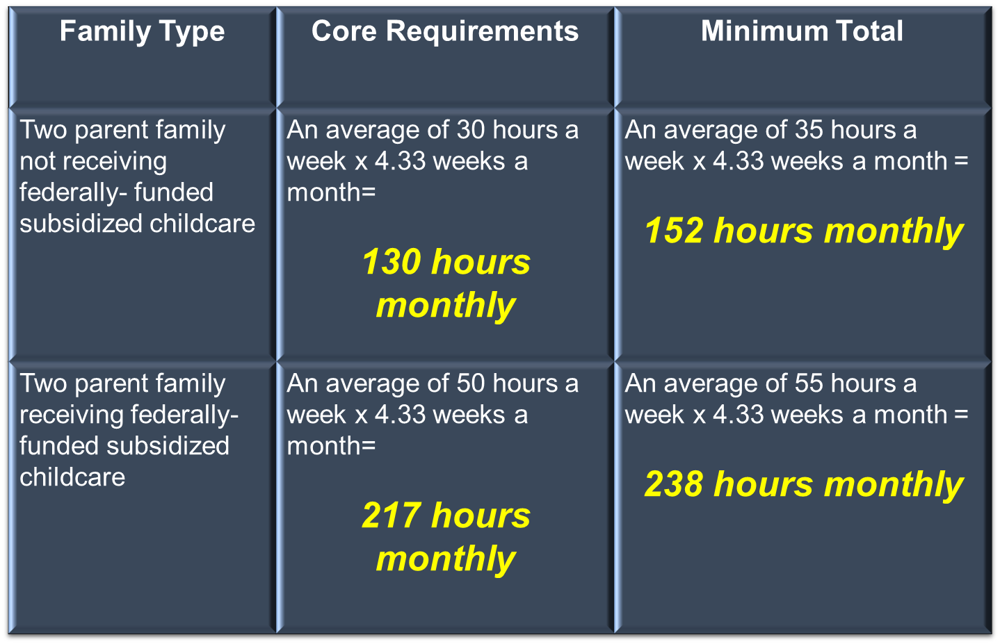 Family Type
Core Requirements
Minimum Total
Two parent family
not receiving
federally- funded
subsidized childcare
An average of 30 hours a
week x 4.33 weeks a
month=
130 hours
monthly
An average of 35 hours a
week x 4.33 weeks a month =
152 hours monthly
Two parent family
receiving federally-
funded subsidized
childcare
An average of 50 hours a
week x 4.33 weeks a
month=
217 hours
monthly
An average of 55 hours a
week x 4.33 weeks a month =
238 hours monthly